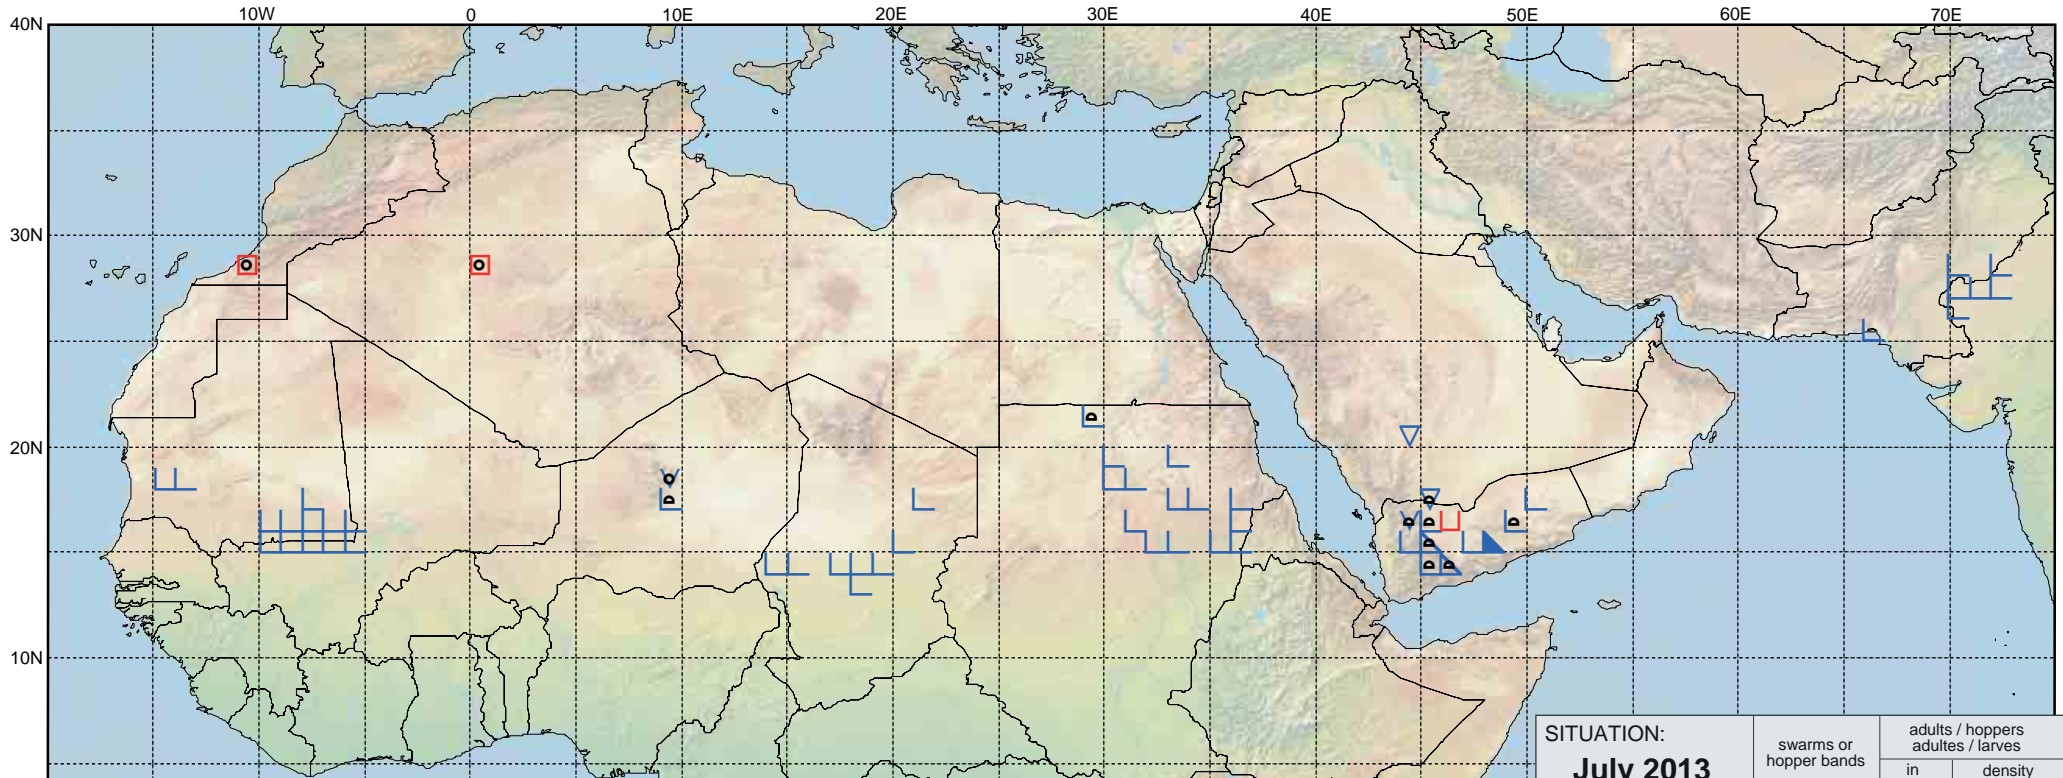 10W 0 10E 20E 30E 40E 50E 60E 70E
40N
30N
20N
10N
SITUATION:
July 2013
swarms or
hopper bands
adults / hoppers
adultes / larves
in
density